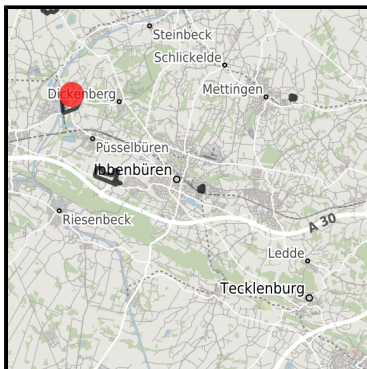 Steinbeck
Schlickelde
Dickenberg
Mettingen
Püsselbüren
Ibbenbüren
Riesenbeck
A 30
Ledde
Tecklenburg